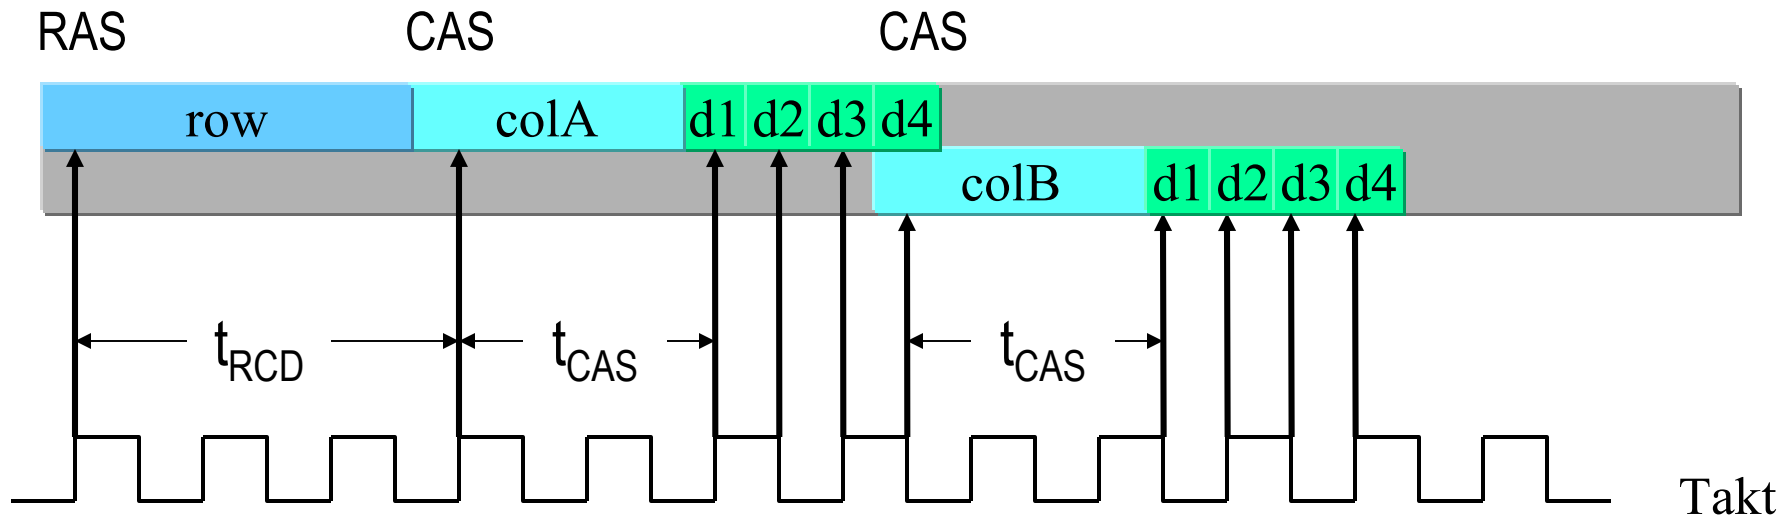 RAS CAS CAS
row colA d1 d2 d3 d4
colB d1 d2 d3 d4
tRCD tCAS tCAS
Takt